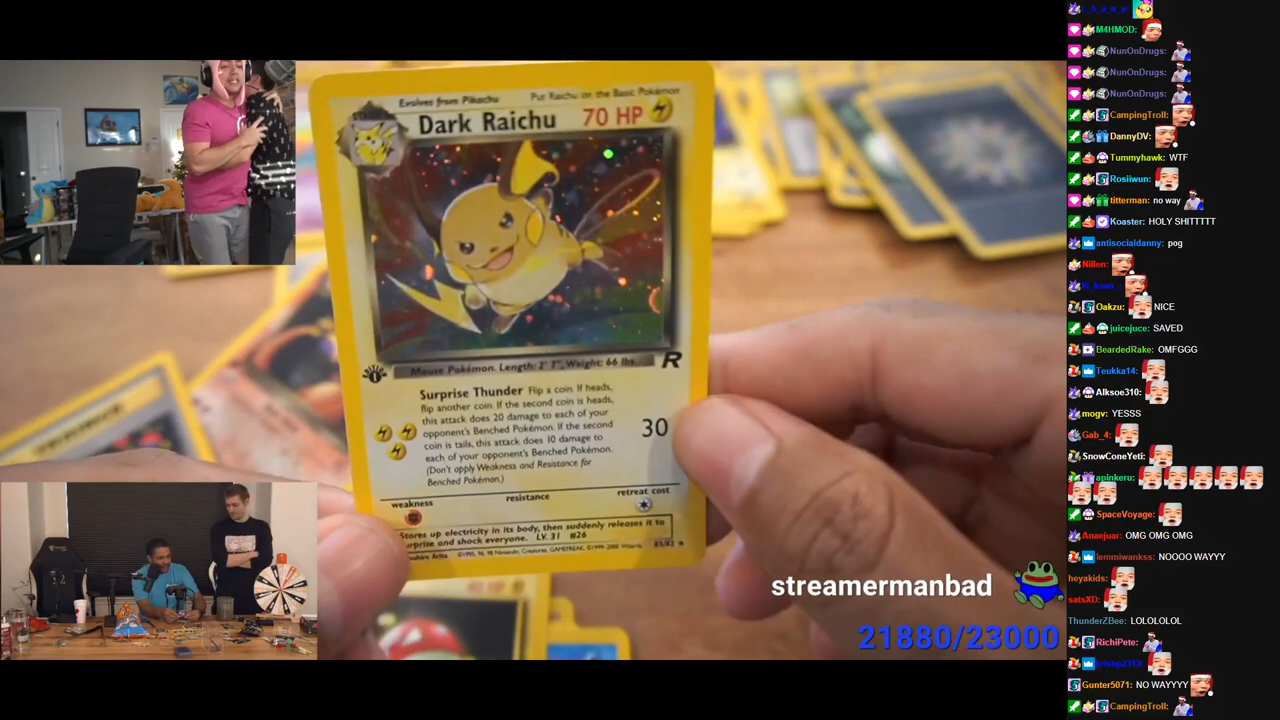 Evolves from Pikachu
Put Raichu on the Basic Pokémon
Dark Raichu 70 HP
Mouse Pokémon. Length: 2' 7", Weight: 66 lbs.
Surprise Thunder Flip a coin. If heads,
flip another coin. If the second coin is heads,
this attack does 20 damage to each of your
opponent's Benched Pokémon. If the second
coin is tails, this attack does 10 damage to
each of your opponent's Benched Pokémon.
(Don't apply Weakness and Resistance for
Benched Pokémon.)
30
weakness
resistance
retreat cost
Stores up electricity in its body, then suddenly releases it to
surprise and shock everyone. LV. 31 #26
83/82
streamermanbad
21880/23000
M4HMOD:
NunOnDrugs:
NunOnDrugs:
NunOnDrugs:
CampingTroll:
DannyDV:
Tummyhawk: WTF
Rosiiwun:
titterman: no way
Koaster: HOLY SHITTTTT
antisocialdanny: pog
Nillen:
Oakzu: NICE
juicejuce: SAVED
BeardedRake: OMFGGG
Teukka14:
Alksoe310:
mogv: YESSS
Gab_4:
SnowConeYeti:
apinkeru:
SpaceVoyage:
Anaejuar: OMG OMG OMG
lemmiwankss: NOOOO WAYYY
heyakids
satsXD:
ThunderZBee: LOLOLOLOL
RichiPete:
Gunter5071: NO WAYYYY
CampingTroll: